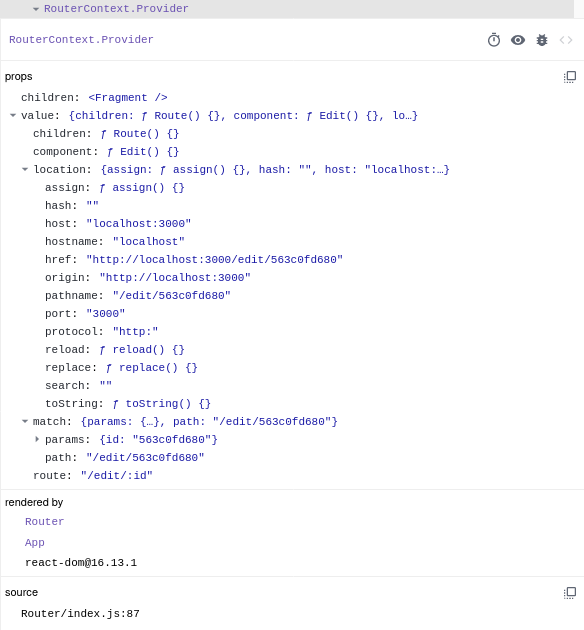 RouterContext.Provider
RouterContext.Provider
props
children: <Fragment />
value: {children: ƒ Route() {}, component: ƒ Edit() {}, lo…}
children: ƒ Route() {}
component: ƒ Edit() {}
location: {assign: ƒ assign() {}, hash: "", host: "localhost:…}
assign: ƒ assign() {}
hash: ""
host: "localhost:3000"
hostname: "localhost"
href: "http://localhost:3000/edit/563c0fd680"
origin: "http://localhost:3000"
pathname: "/edit/563c0fd680"
port: "3000"
protocol: "http:"
reload: ƒ reload() {}
replace: ƒ replace() {}
search: ""
toString: ƒ toString() {}
match: {params: {…}, path: "/edit/563c0fd680"}
params: {id: "563c0fd680"}
path: "/edit/563c0fd680"
route: "/edit/:id"
rendered by
Router
App
react-dom@16.13.1
source
Router/index.js:87